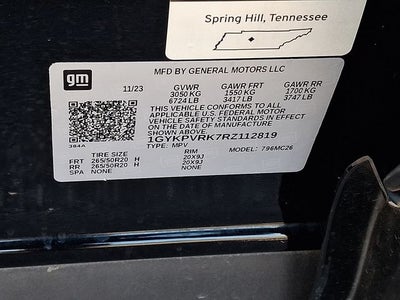 Spring Hill, Tennessee
gm
MFD BY GENERAL MOTORS LLC
11/23 GVWR GAWR FRT GAWR RR
3050 KG 1550 KG 1700 KG
6724 LB 3417 LB 3747 LB
THIS VEHICLE CONFORMS TO ALL
APPLICABLE U.S. FEDERAL MOTOR
VEHICLE SAFETY STANDARDS IN EFFECT ON
THE DATE OF MANUFACTURE
SHOWN ABOVE
1GYKPVRK7RZ112819
384A TYPE: MPV MODEL: 796MC26
TIRE SIZE RIM
FRT 265/50R20 H 20X9J
RR 265/50R20 H 20X9J
SPA NONE NONE